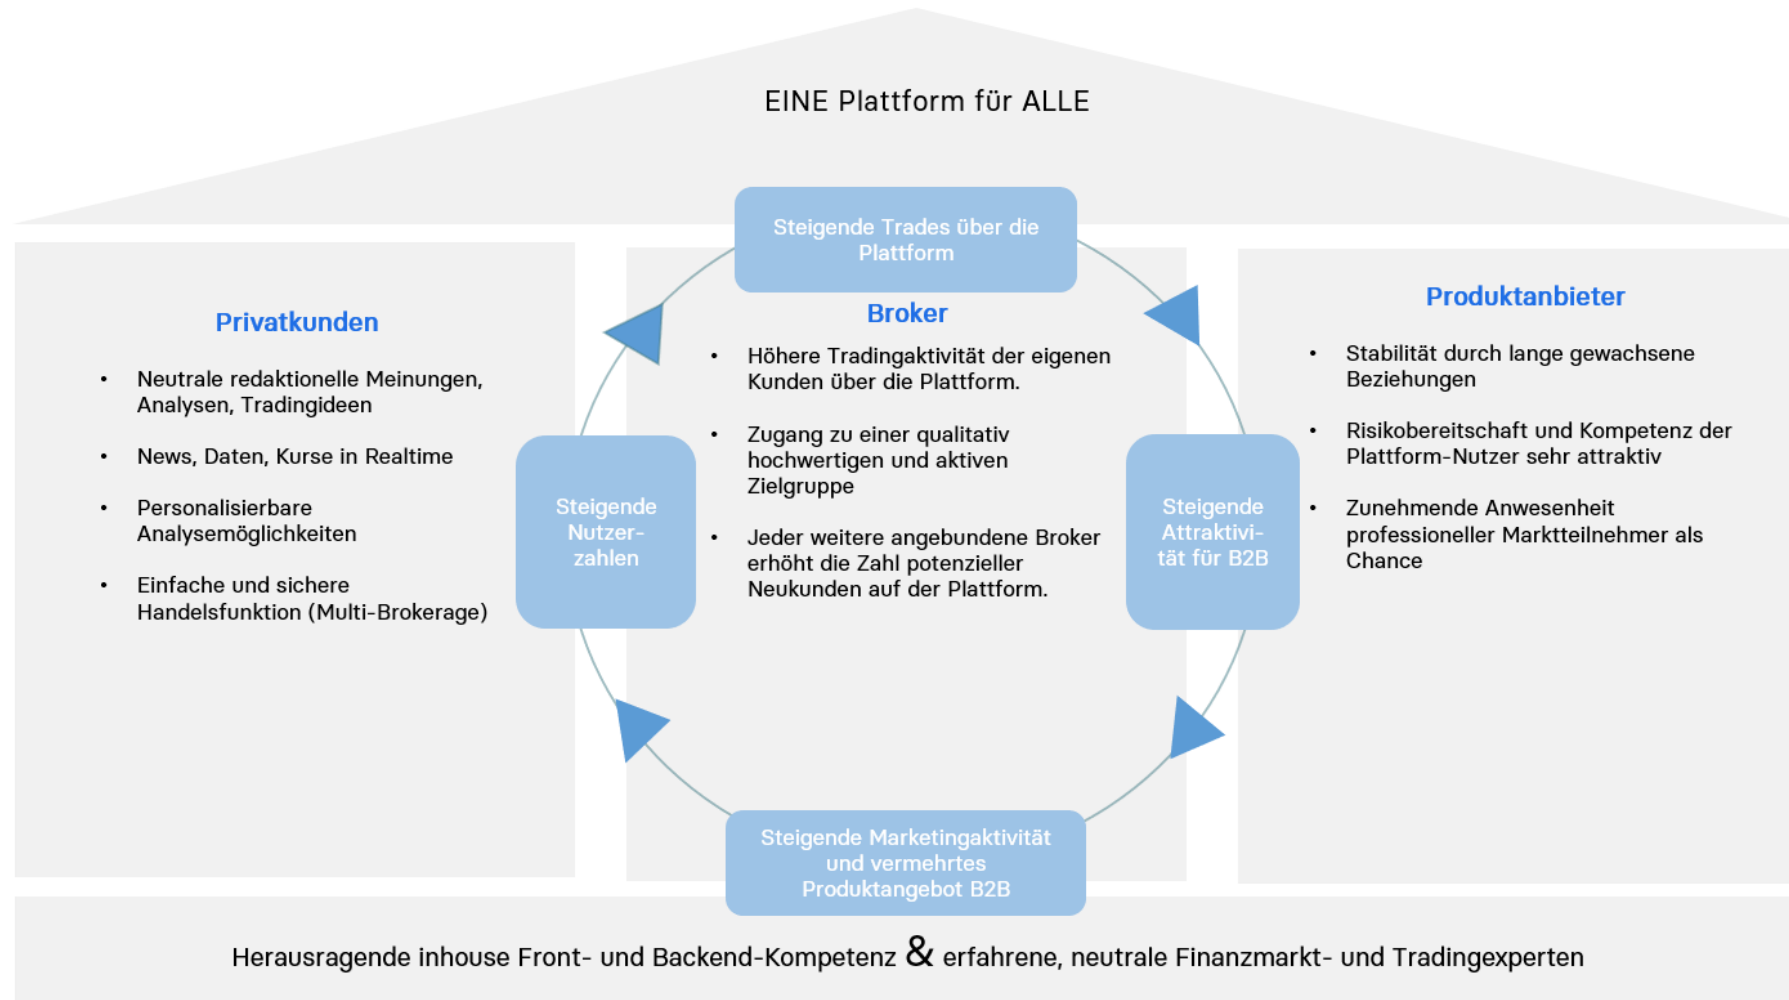 EINE Plattform für ALLE
Steigende Trades über die
Plattform
Privatkunden
• Neutrale redaktionelle Meinungen,
Analysen, Tradingideen
• News, Daten, Kurse in Realtime
• Personalisierbare
Analysemöglichkeiten
• Einfache und sichere
Handelsfunktion (Multi-Brokerage)
Steigende
Nutzer-
zahlen
Broker
• Höhere Tradingaktivität der eigenen
Kunden über die Plattform.
• Zugang zu einer qualitativ
hochwertigen und aktiven
Zielgruppe
• Jeder weitere angebundene Broker
erhöht die Zahl potenzieller
Neukunden auf der Plattform.
Steigende
Attraktivi-
tät für B2B
Produktanbieter
• Stabilität durch lange gewachsene
Beziehungen
• Risikobereitschaft und Kompetenz der
Plattform-Nutzer sehr attraktiv
• Zunehmende Anwesenheit
professioneller Marktteilnehmer als
Chance
Steigende Marketingaktivität
und vermehrtes
Produktangebot B2B
Herausragende inhouse Front- und Backend-Kompetenz & erfahrene, neutrale Finanzmarkt- und Tradingexperten